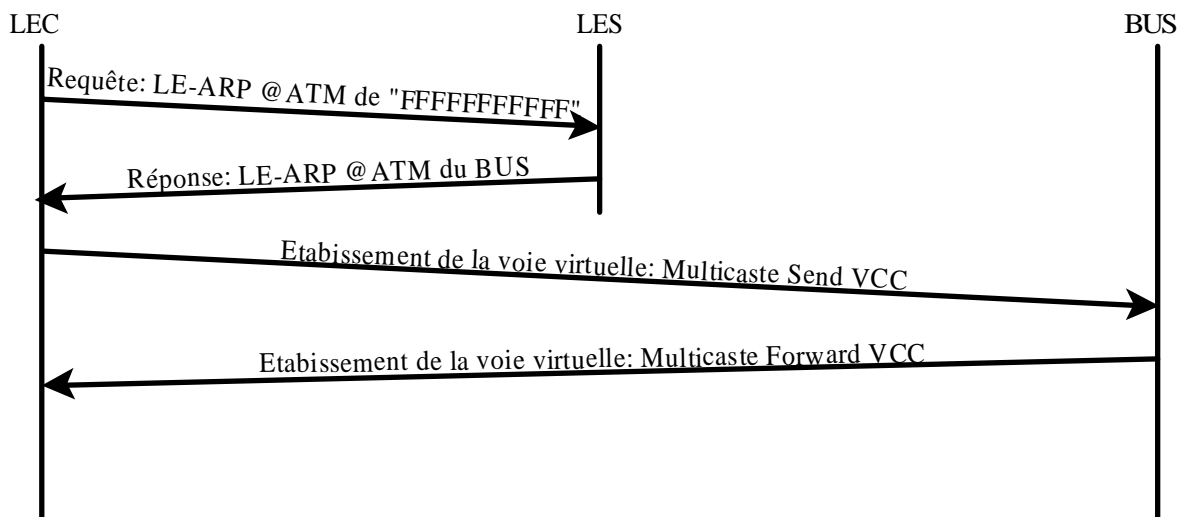 LEC
LES
BUS
Requête: LE-ARP @ATM de "FFFFFFFFFFF"
Réponse: LE-ARP @ATM du BUS
Etabissement de la voie virtuelle: Multicaste Send VCC
Etabissement de la voie virtuelle: Multicaste Forward VCC